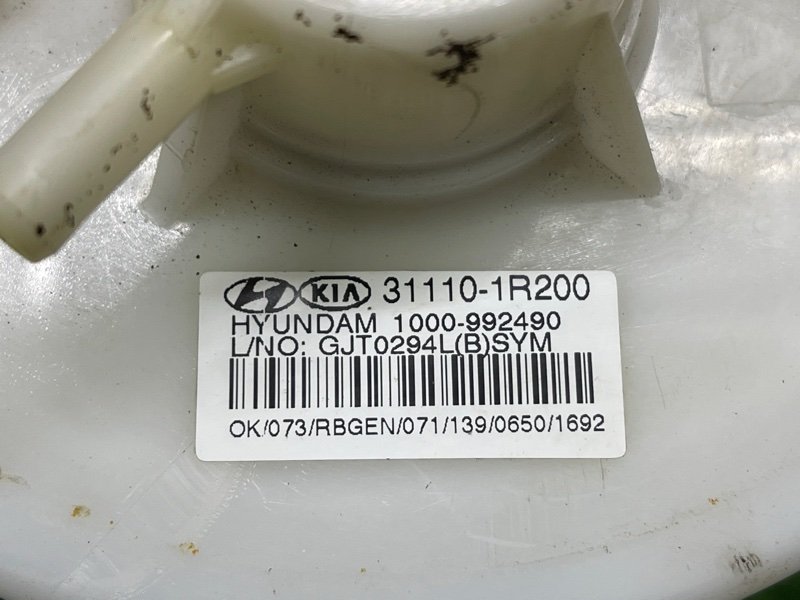 KIA 31110-1R200
HYUNDAM 1000-992490
L/NO: GJT0294L(B)SYM
OK/073/RBGEN/071/139/0650/1692